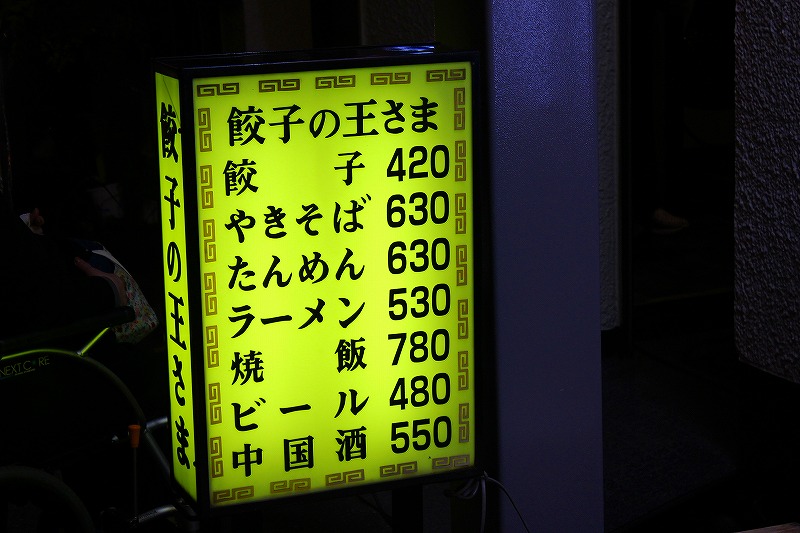 餃子の王さま
餃子の王さま
餃子 420
やきそば 630
たんめん 630
ラーメン 530
焼飯 780
ビール 480
中国酒 550
NEXT CORE